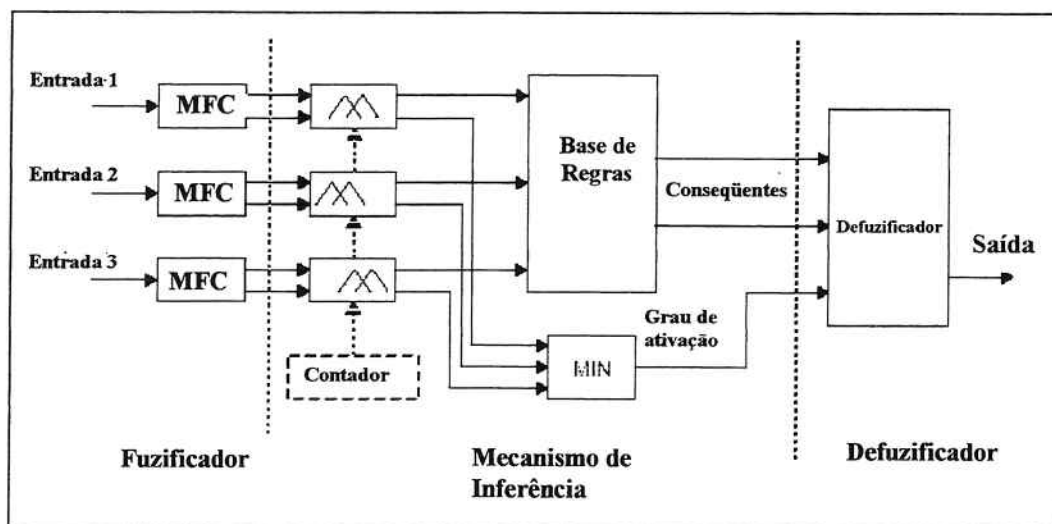 Entrada 1
MFC
Entrada 2
MFC
Entrada 3
MFC
Contador
Base de
Regras
Conseqüentes
Grau de
ativação
MIN
Defuzificador
Saída
Fuzificador
Mecanismo de
Inferência
Defuzificador